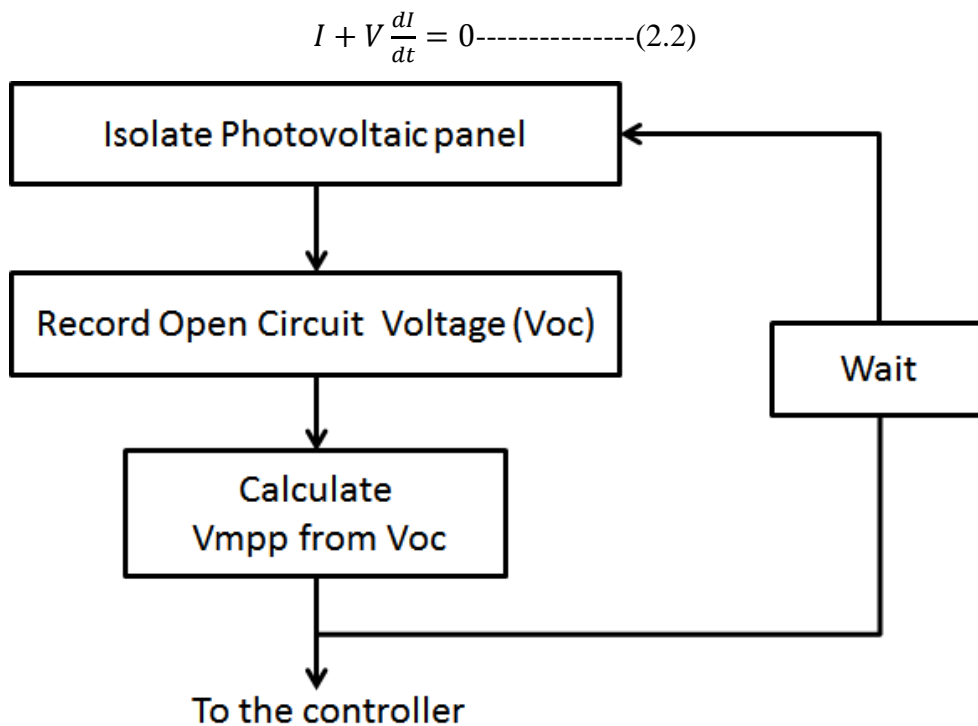 I + V dI/dt = 0---------------(2.2)
Isolate Photovoltaic panel
Record Open Circuit Voltage (Voc)
Wait
Calculate
Vmpp from Voc
To the controller